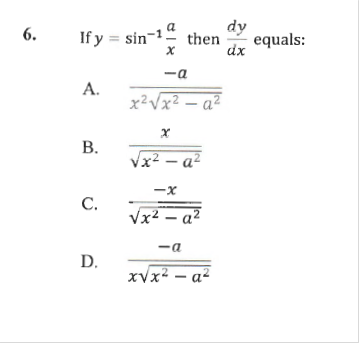 6. If y = sin⁻¹ a/x then dy/dx equals:
A. −a / x²√x² − a²
B. x / √x² − a²
C. −x / √x² − a²
D. −a / x√x² − a²